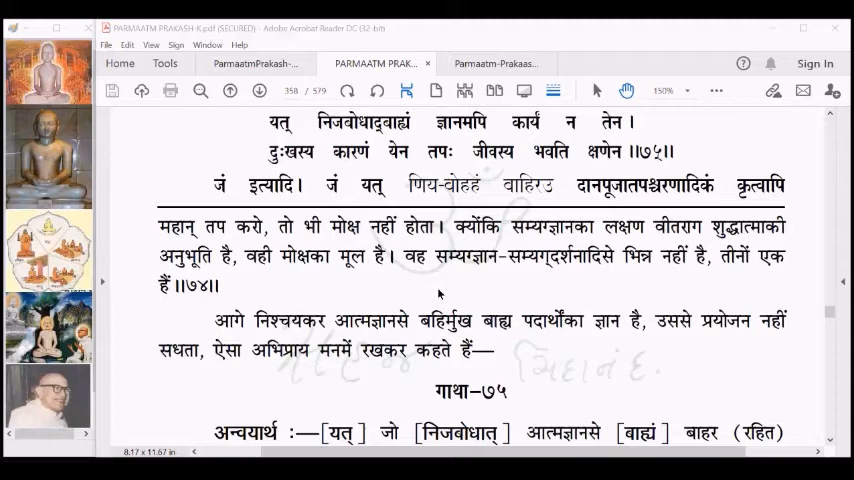 PARMAATM PRAKASH-K.pdf (SECURED) - Adobe Acrobat Reader DC (32-bit)
File Edit View Sign Window Help
Home Tools ParmaatmPrakash-... PARMAATM PRAK... × Parmaatm-Prakaas... Sign In
358 / 579 150%
यत् निजबोधाद्बाह्यं ज्ञानमपि कार्यं न तेन ।
दुःखस्य कारणं येन तपः जीवस्य भवति क्षणेन ॥७५॥
जं इत्यादि। जं यत् णिय-वोहहं बाहिरउ दानपूजातपश्चरणादिकं कृत्वापि
महान् तप करो, तो भी मोक्ष नहीं होता। क्योंकि सम्यग्ज्ञानका लक्षण वीतराग शुद्धात्माकी
अनुभूति है, वही मोक्षका मूल है। वह सम्यग्ज्ञान-सम्यग्दर्शनादिसे भिन्न नहीं है, तीनों एक
हैं॥७४॥
आगे निश्चयकर आत्मज्ञानसे बहिर्मुख बाह्य पदार्थोंका ज्ञान है, उससे प्रयोजन नहीं
सधता, ऐसा अभिप्राय मनमें रखकर कहते हैं—
गाथा-७५
अन्वयार्थ :—[यत्] जो [निजबोधात्] आत्मज्ञानसे [बाह्यं] बाहर (रहित)
8.17 x 11.67 in